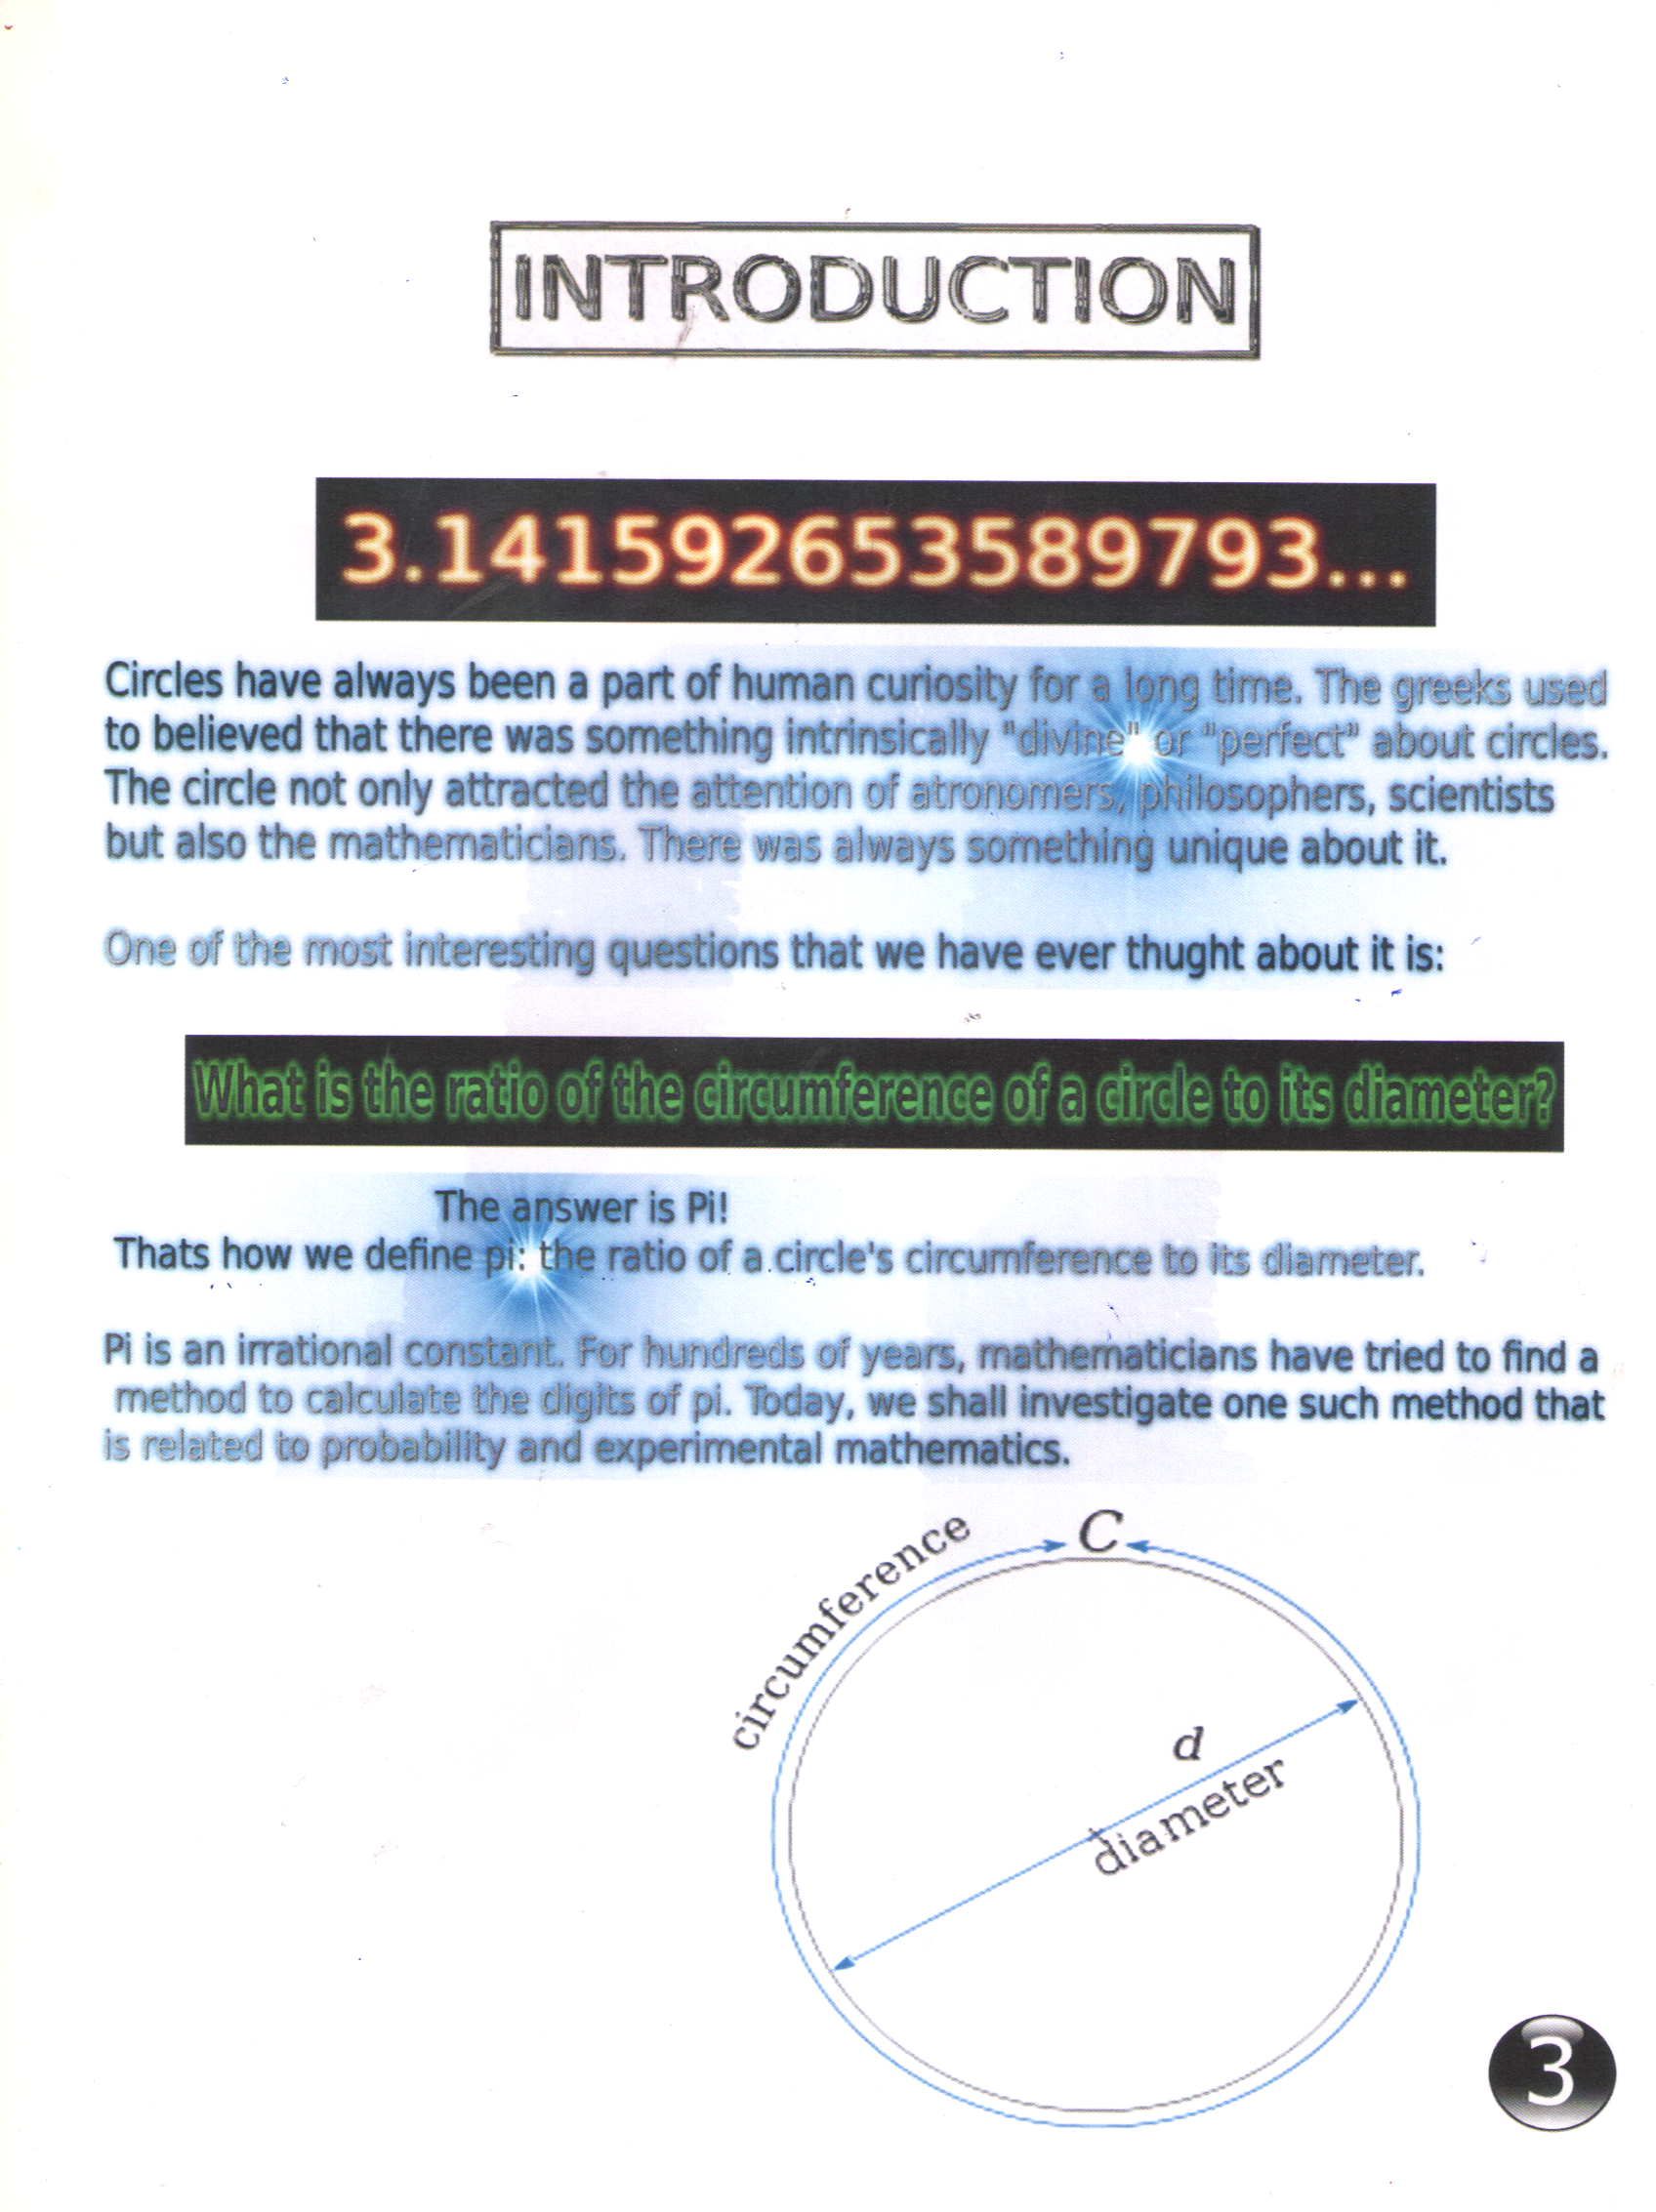 INTRODUCTION
3.141592653589793...
Circles have always been a part of human curiosity for a long time. The greeks used
to believed that there was something intrinsically "divine" or "perfect" about circles.
The circle not only attracted the attention of atronomers, philosophers, scientists
but also the mathematicians. There was always something unique about it.
One of the most interesting questions that we have ever thught about it is:
What is the ratio of the circumference of a circle to its diameter?
The answer is Pi!
Thats how we define pi: the ratio of a circle's circumference to its diameter.
Pi is an irrational constant. For hundreds of years, mathematicians have tried to find a
method to calculate the digits of pi. Today, we shall investigate one such method that
is related to probability and experimental mathematics.
circumference
C
d
diameter
3